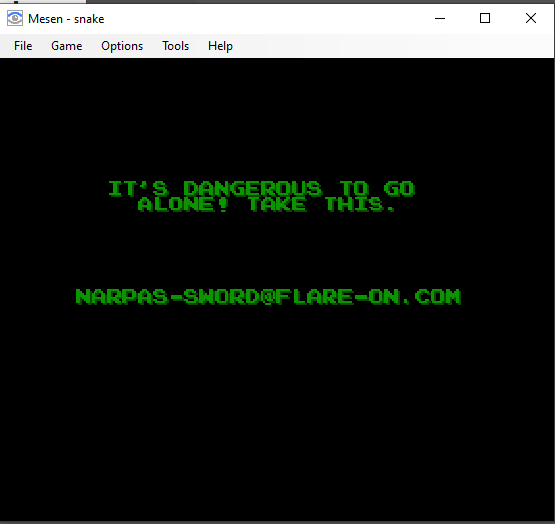 Mesen - snake
File Game Options Tools Help
IT'S DANGEROUS TO GO
ALONE! TAKE THIS.
NARPAS-SWORD@FLARE-ON.COM